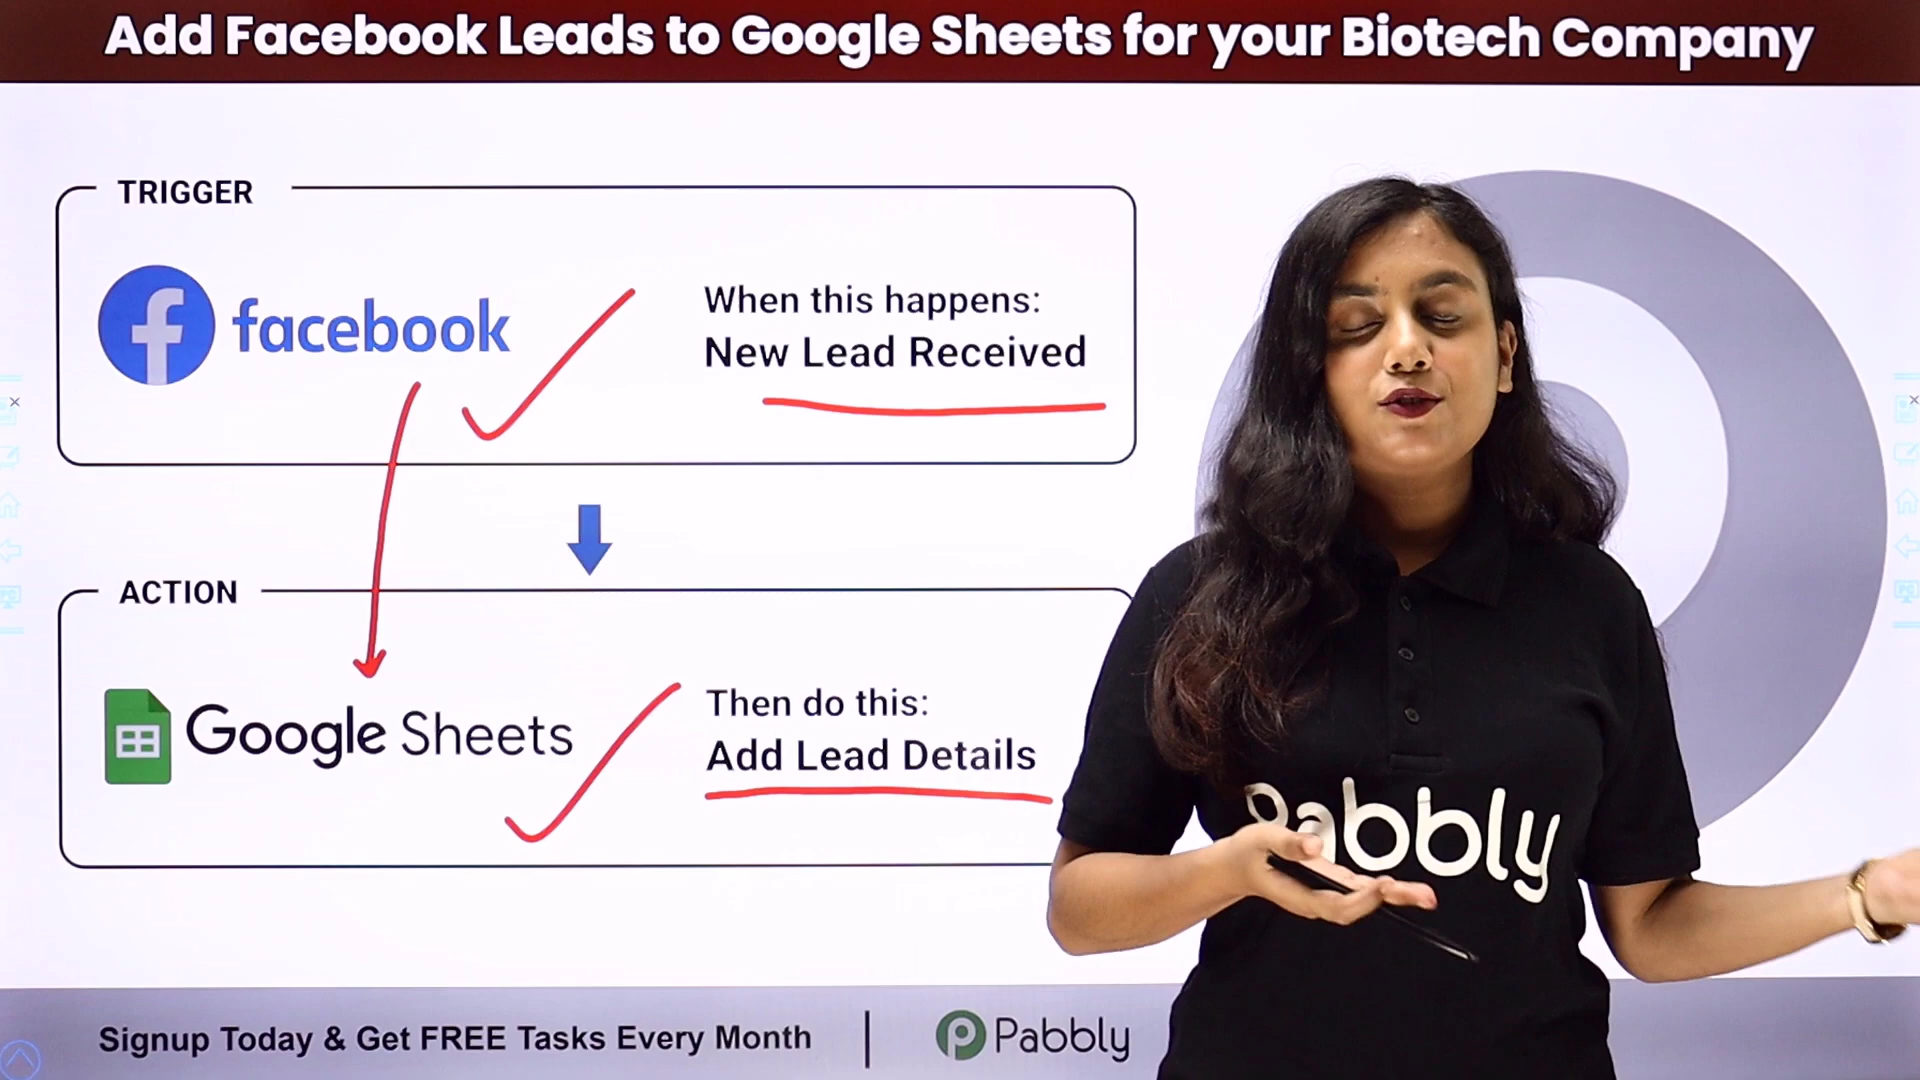 Add Facebook Leads to Google Sheets for your Biotech Company
TRIGGER
facebook
When this happens:
New Lead Received
ACTION
Google Sheets
Then do this:
Add Lead Details
Pabbly
Signup Today & Get FREE Tasks Every Month
Pabbly